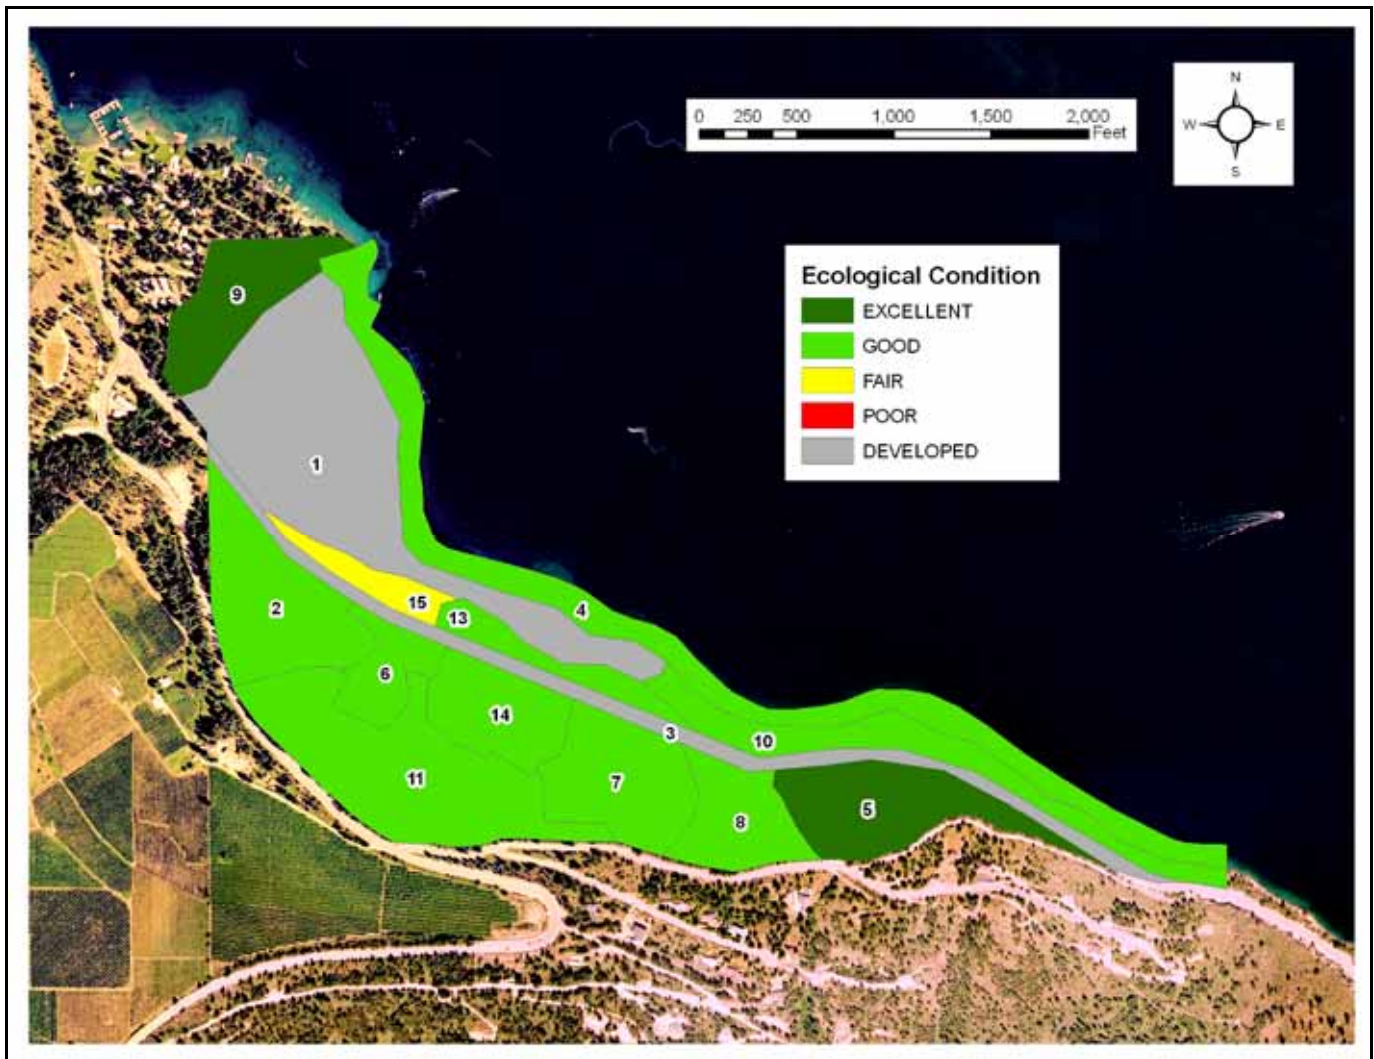 0 250 500 1,000 1,500 2,000
Feet
N
W E
S
Ecological Condition
EXCELLENT
GOOD
FAIR
POOR
DEVELOPED
9
1
2
15
13
4
6
14
3
10
11
7
8
5